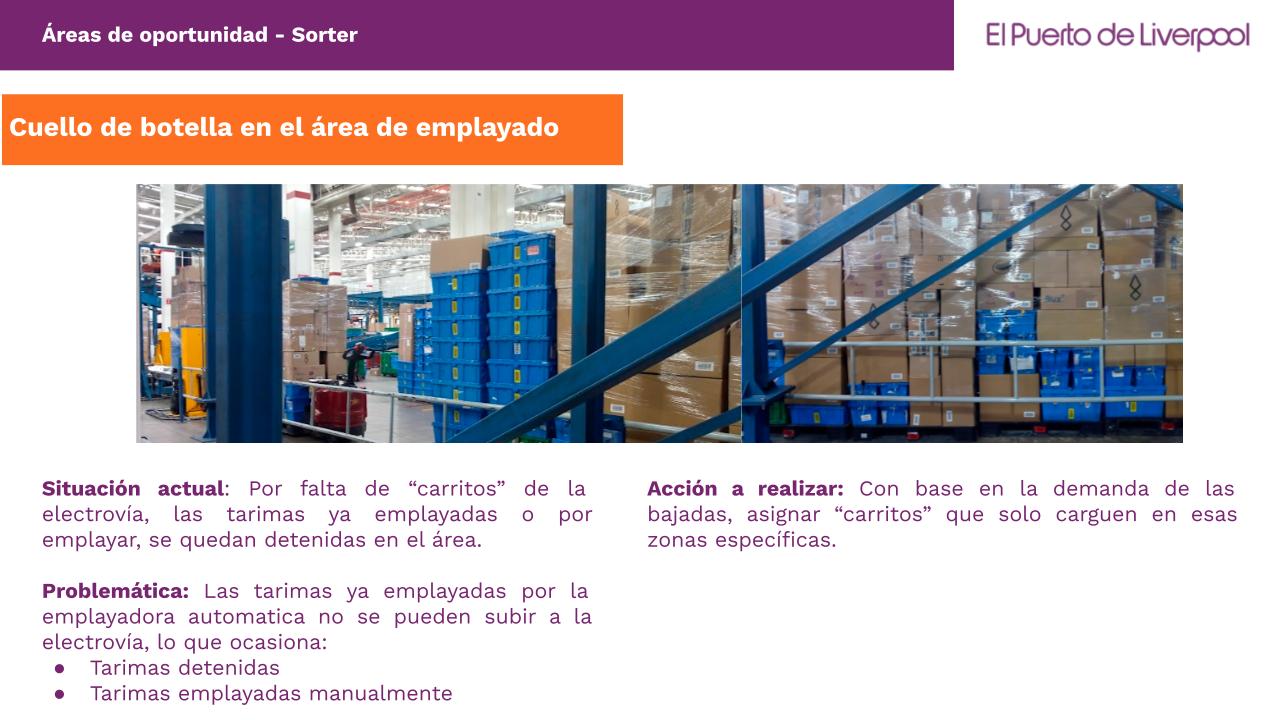 Áreas de oportunidad - Sorter
El Puerto de Liverpool
Cuello de botella en el área de emplayado
Situación actual: Por falta de “carritos” de la
electrovía, las tarimas ya emplayadas o por
emplayar, se quedan detenidas en el área.
Problemática: Las tarimas ya emplayadas por la
emplayadora automatica no se pueden subir a la
electrovía, lo que ocasiona:
● Tarimas detenidas
● Tarimas emplayadas manualmente
Acción a realizar: Con base en la demanda de las
bajadas, asignar “carritos” que solo carguen en esas
zonas específicas.